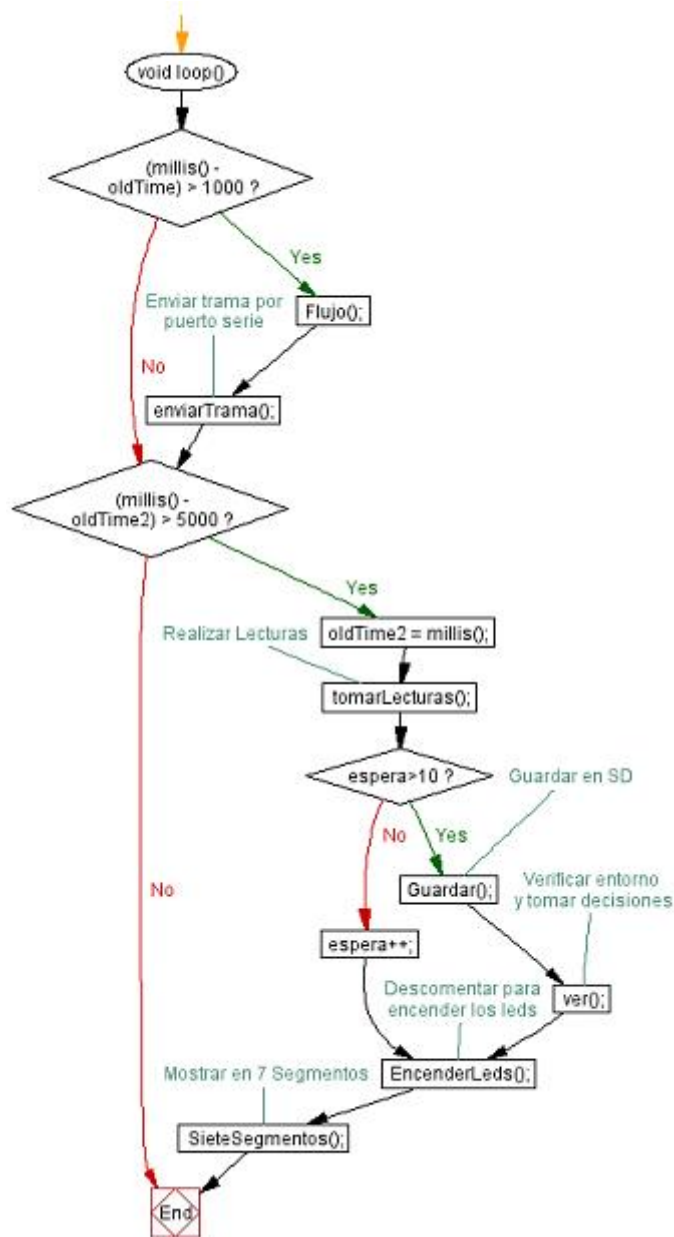 void loop()
(millis() -
oldTime) > 1000 ?
Yes
Enviar trama por
puerto serie
Flujo();
No
enviarTrama();
(millis() -
oldTime2) > 5000 ?
Yes
Realizar Lecturas
oldTime2 = millis();
tomarLecturas();
espera>10 ?
Guardar en SD
No
Yes
No
Guardar();
Verificar entorno
y tomar decisiones
espera++;
Descomentar para
encender los leds
ver();
Mostrar en 7 Segmentos
EncenderLeds();
SieteSegmentos();
End